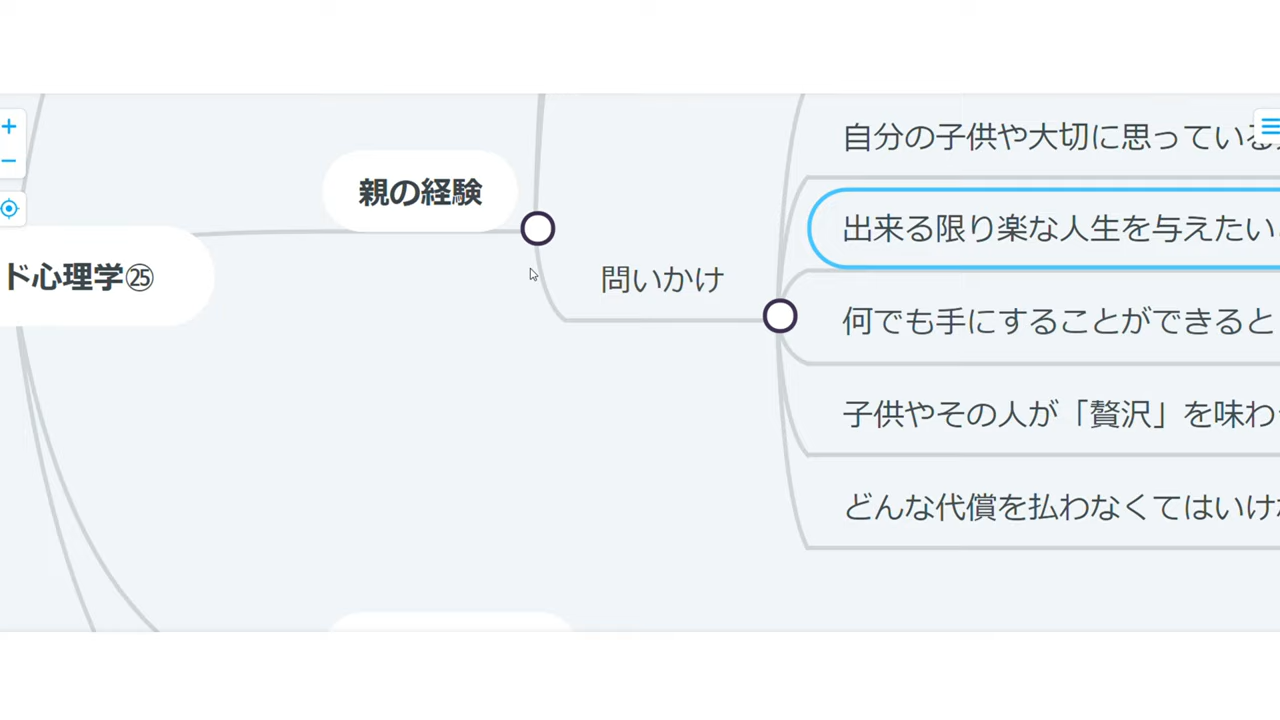 自分の子供や大切に思っている
親の経験
出来る限り楽な人生を与えたい
ド心理学㉕
問いかけ
何でも手にすることができると
子供やその人が「贅沢」を味わ
どんな代償を払わなくてはいけ